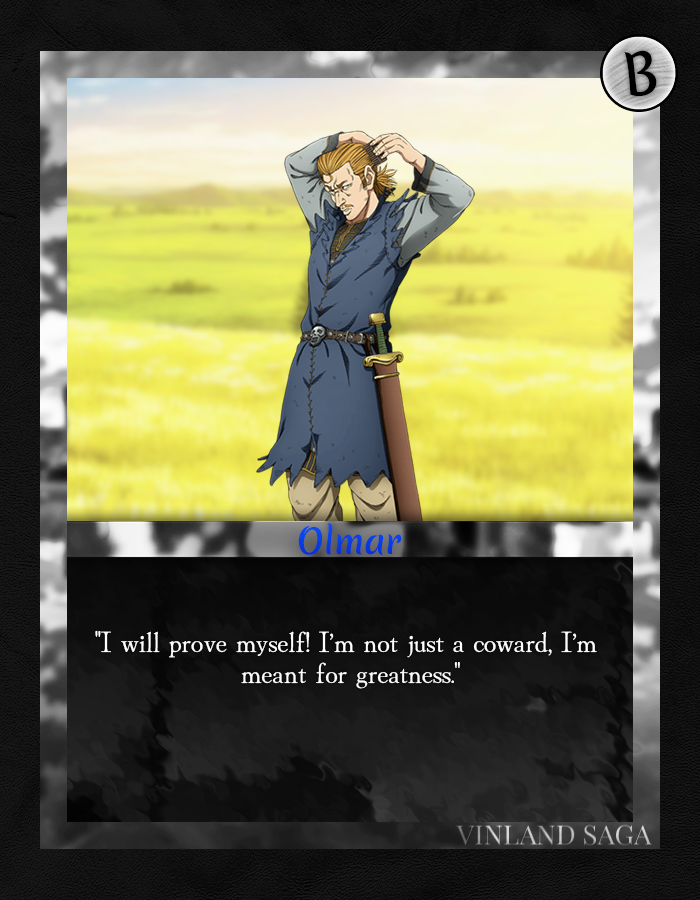 B
Olmar
"I will prove myself! I'm not just a coward, I'm
meant for greatness."
VINLAND SAGA